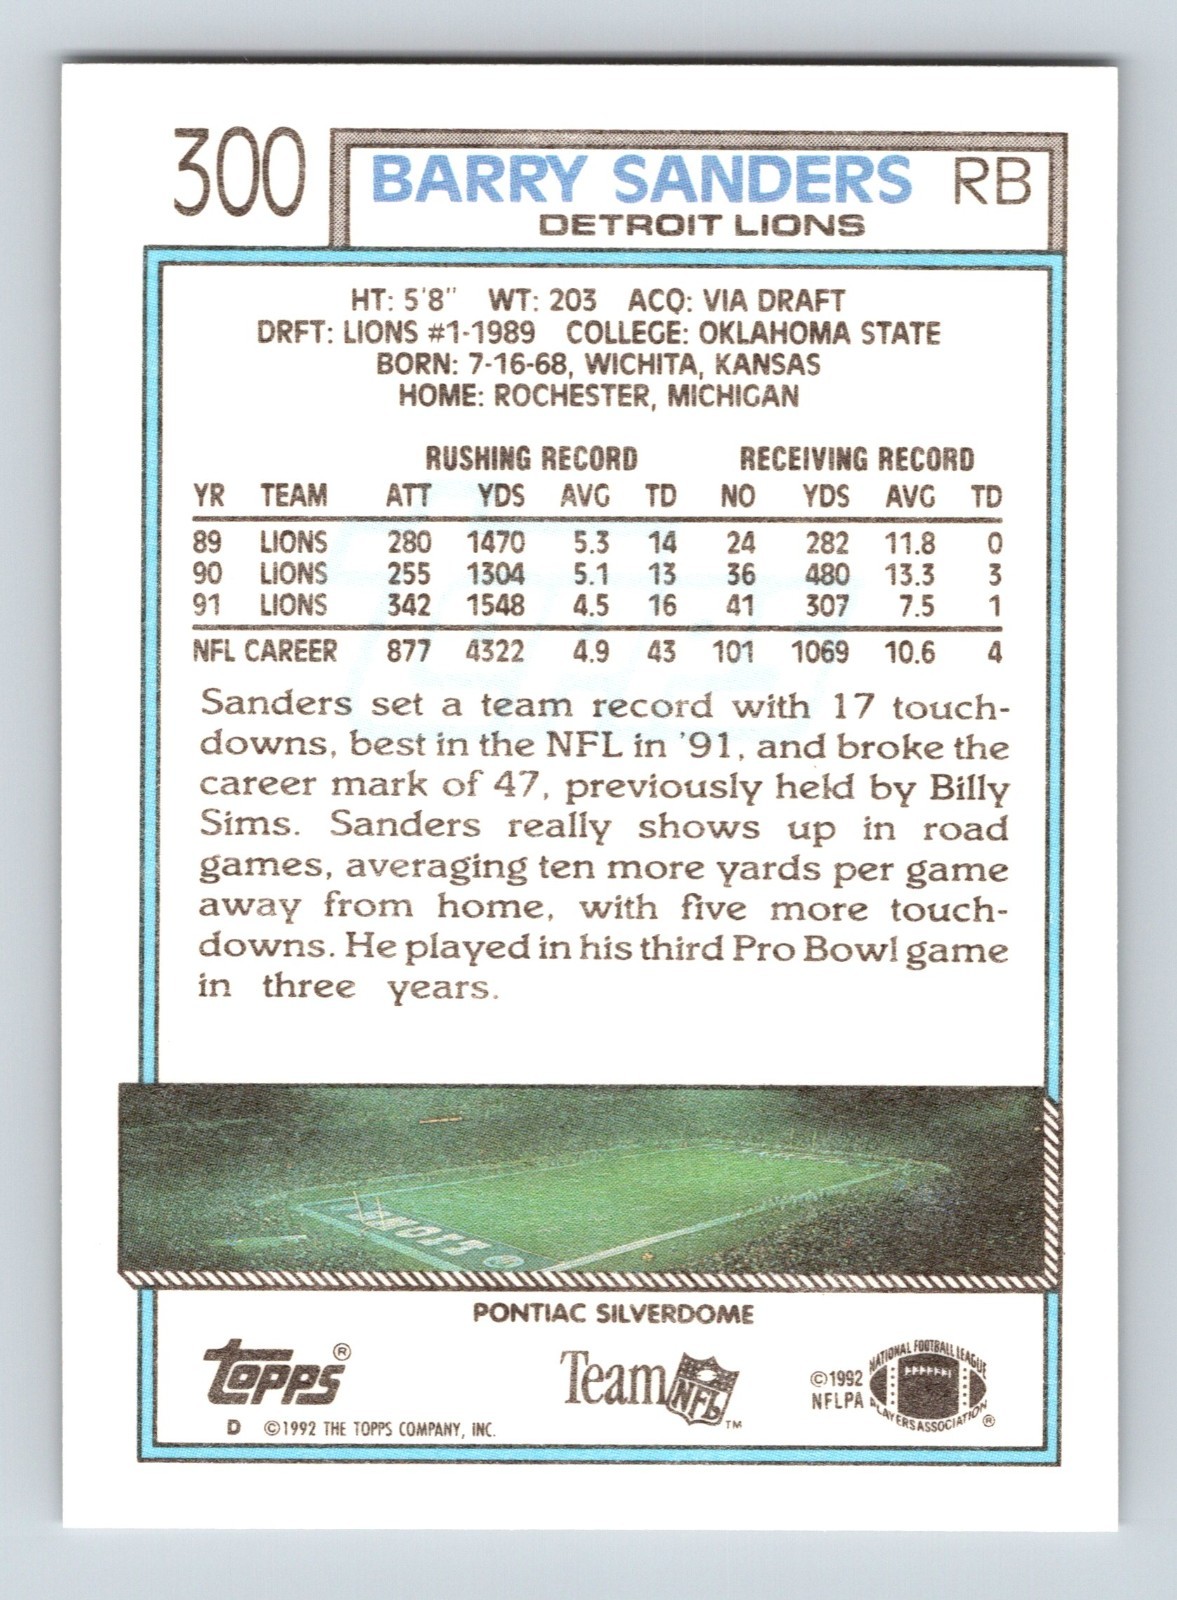 300 BARRY SANDERS RB
DETROIT LIONS
HT: 5'8" WT: 203 ACQ: VIA DRAFT
DRFT: LIONS #1-1989 COLLEGE: OKLAHOMA STATE
BORN: 7-16-68, WICHITA, KANSAS
HOME: ROCHESTER, MICHIGAN
RUSHING RECORD RECEIVING RECORD
YR TEAM ATT YDS AVG TD NO YDS AVG TD
89 LIONS 280 1470 5.3 14 24 282 11.8 0
90 LIONS 255 1304 5.1 13 36 480 13.3 3
91 LIONS 342 1548 4.5 16 41 307 7.5 1
NFL CAREER 877 4322 4.9 43 101 1069 10.6 4
Sanders set a team record with 17 touch-
downs, best in the NFL in '91, and broke the
career mark of 47, previously held by Billy
Sims. Sanders really shows up in road
games, averaging ten more yards per game
away from home, with five more touch-
downs. He played in his third Pro Bowl game
in three years.
PONTIAC SILVERDOME
Topps®
D ©1992 THE TOPPS COMPANY, INC.
Team NFL™
©1992
NFLPA
NATIONAL FOOTBALL LEAGUE
PLAYERS ASSOCIATION®